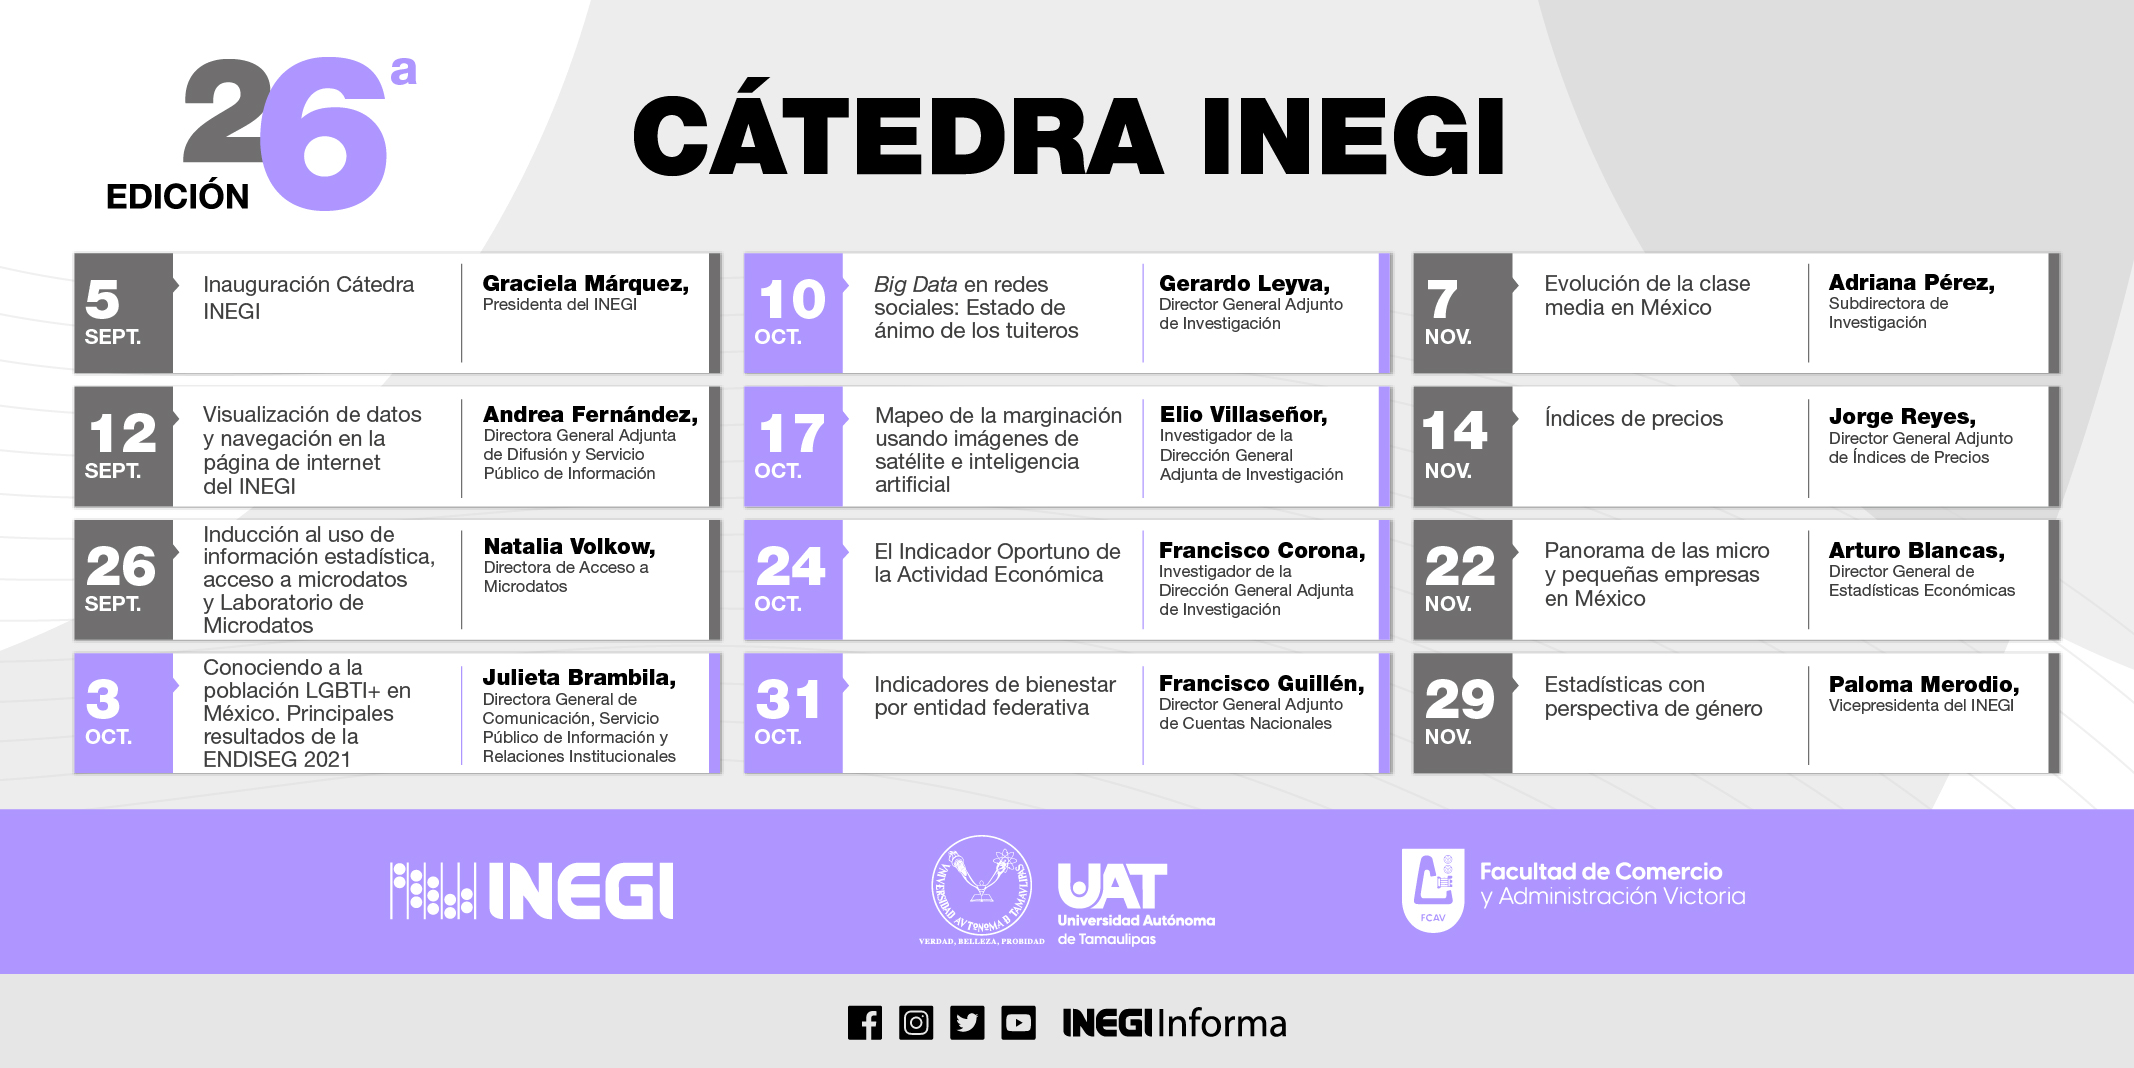 26ª
EDICIÓN
CÁTEDRA INEGI
5
SEPT.
Inauguración Cátedra
INEGI
Graciela Márquez,
Presidenta del INEGI
12
SEPT.
Visualización de datos
y navegación en la
página de internet
del INEGI
Andrea Fernández,
Directora General Adjunta
de Difusión y Servicio
Público de Información
26
SEPT.
Inducción al uso de
información estadística,
acceso a microdatos
y Laboratorio de
Microdatos
Natalia Volkow,
Directora de Acceso a
Microdatos
3
OCT.
Conociendo a la
población LGBTI+ en
México. Principales
resultados de la
ENDISEG 2021
Julieta Brambila,
Directora General de
Comunicación, Servicio
Público de Información y
Relaciones Institucionales
10
OCT.
Big Data en redes
sociales: Estado de
ánimo de los tuiteros
Gerardo Leyva,
Director General Adjunto
de Investigación
17
OCT.
Mapeo de la marginación
usando imágenes de
satélite e inteligencia
artificial
Elio Villaseñor,
Investigador de la
Dirección General
Adjunta de Investigación
24
OCT.
El Indicador Oportuno de
la Actividad Económica
Francisco Corona,
Investigador de la
Dirección General Adjunta
de Investigación
31
OCT.
Indicadores de bienestar
por entidad federativa
Francisco Guillén,
Director General Adjunto
de Cuentas Nacionales
7
NOV.
Evolución de la clase
media en México
Adriana Pérez,
Subdirectora de
Investigación
14
NOV.
Índices de precios
Jorge Reyes,
Director General Adjunto
de Índices de Precios
22
NOV.
Panorama de las micro
y pequeñas empresas
en México
Arturo Blancas,
Director General de
Estadísticas Económicas
29
NOV.
Estadísticas con
perspectiva de género
Paloma Merodio,
Vicepresidenta del INEGI
INEGI
VNIVERSIDAD AVTONOMA D TAMAVLIPAS
VERDAD, BELLEZA, PROBIDAD
UAT
Universidad Autónoma
de Tamaulipas
FCAV
Facultad de Comercio
y Administración Victoria
INEGI Informa